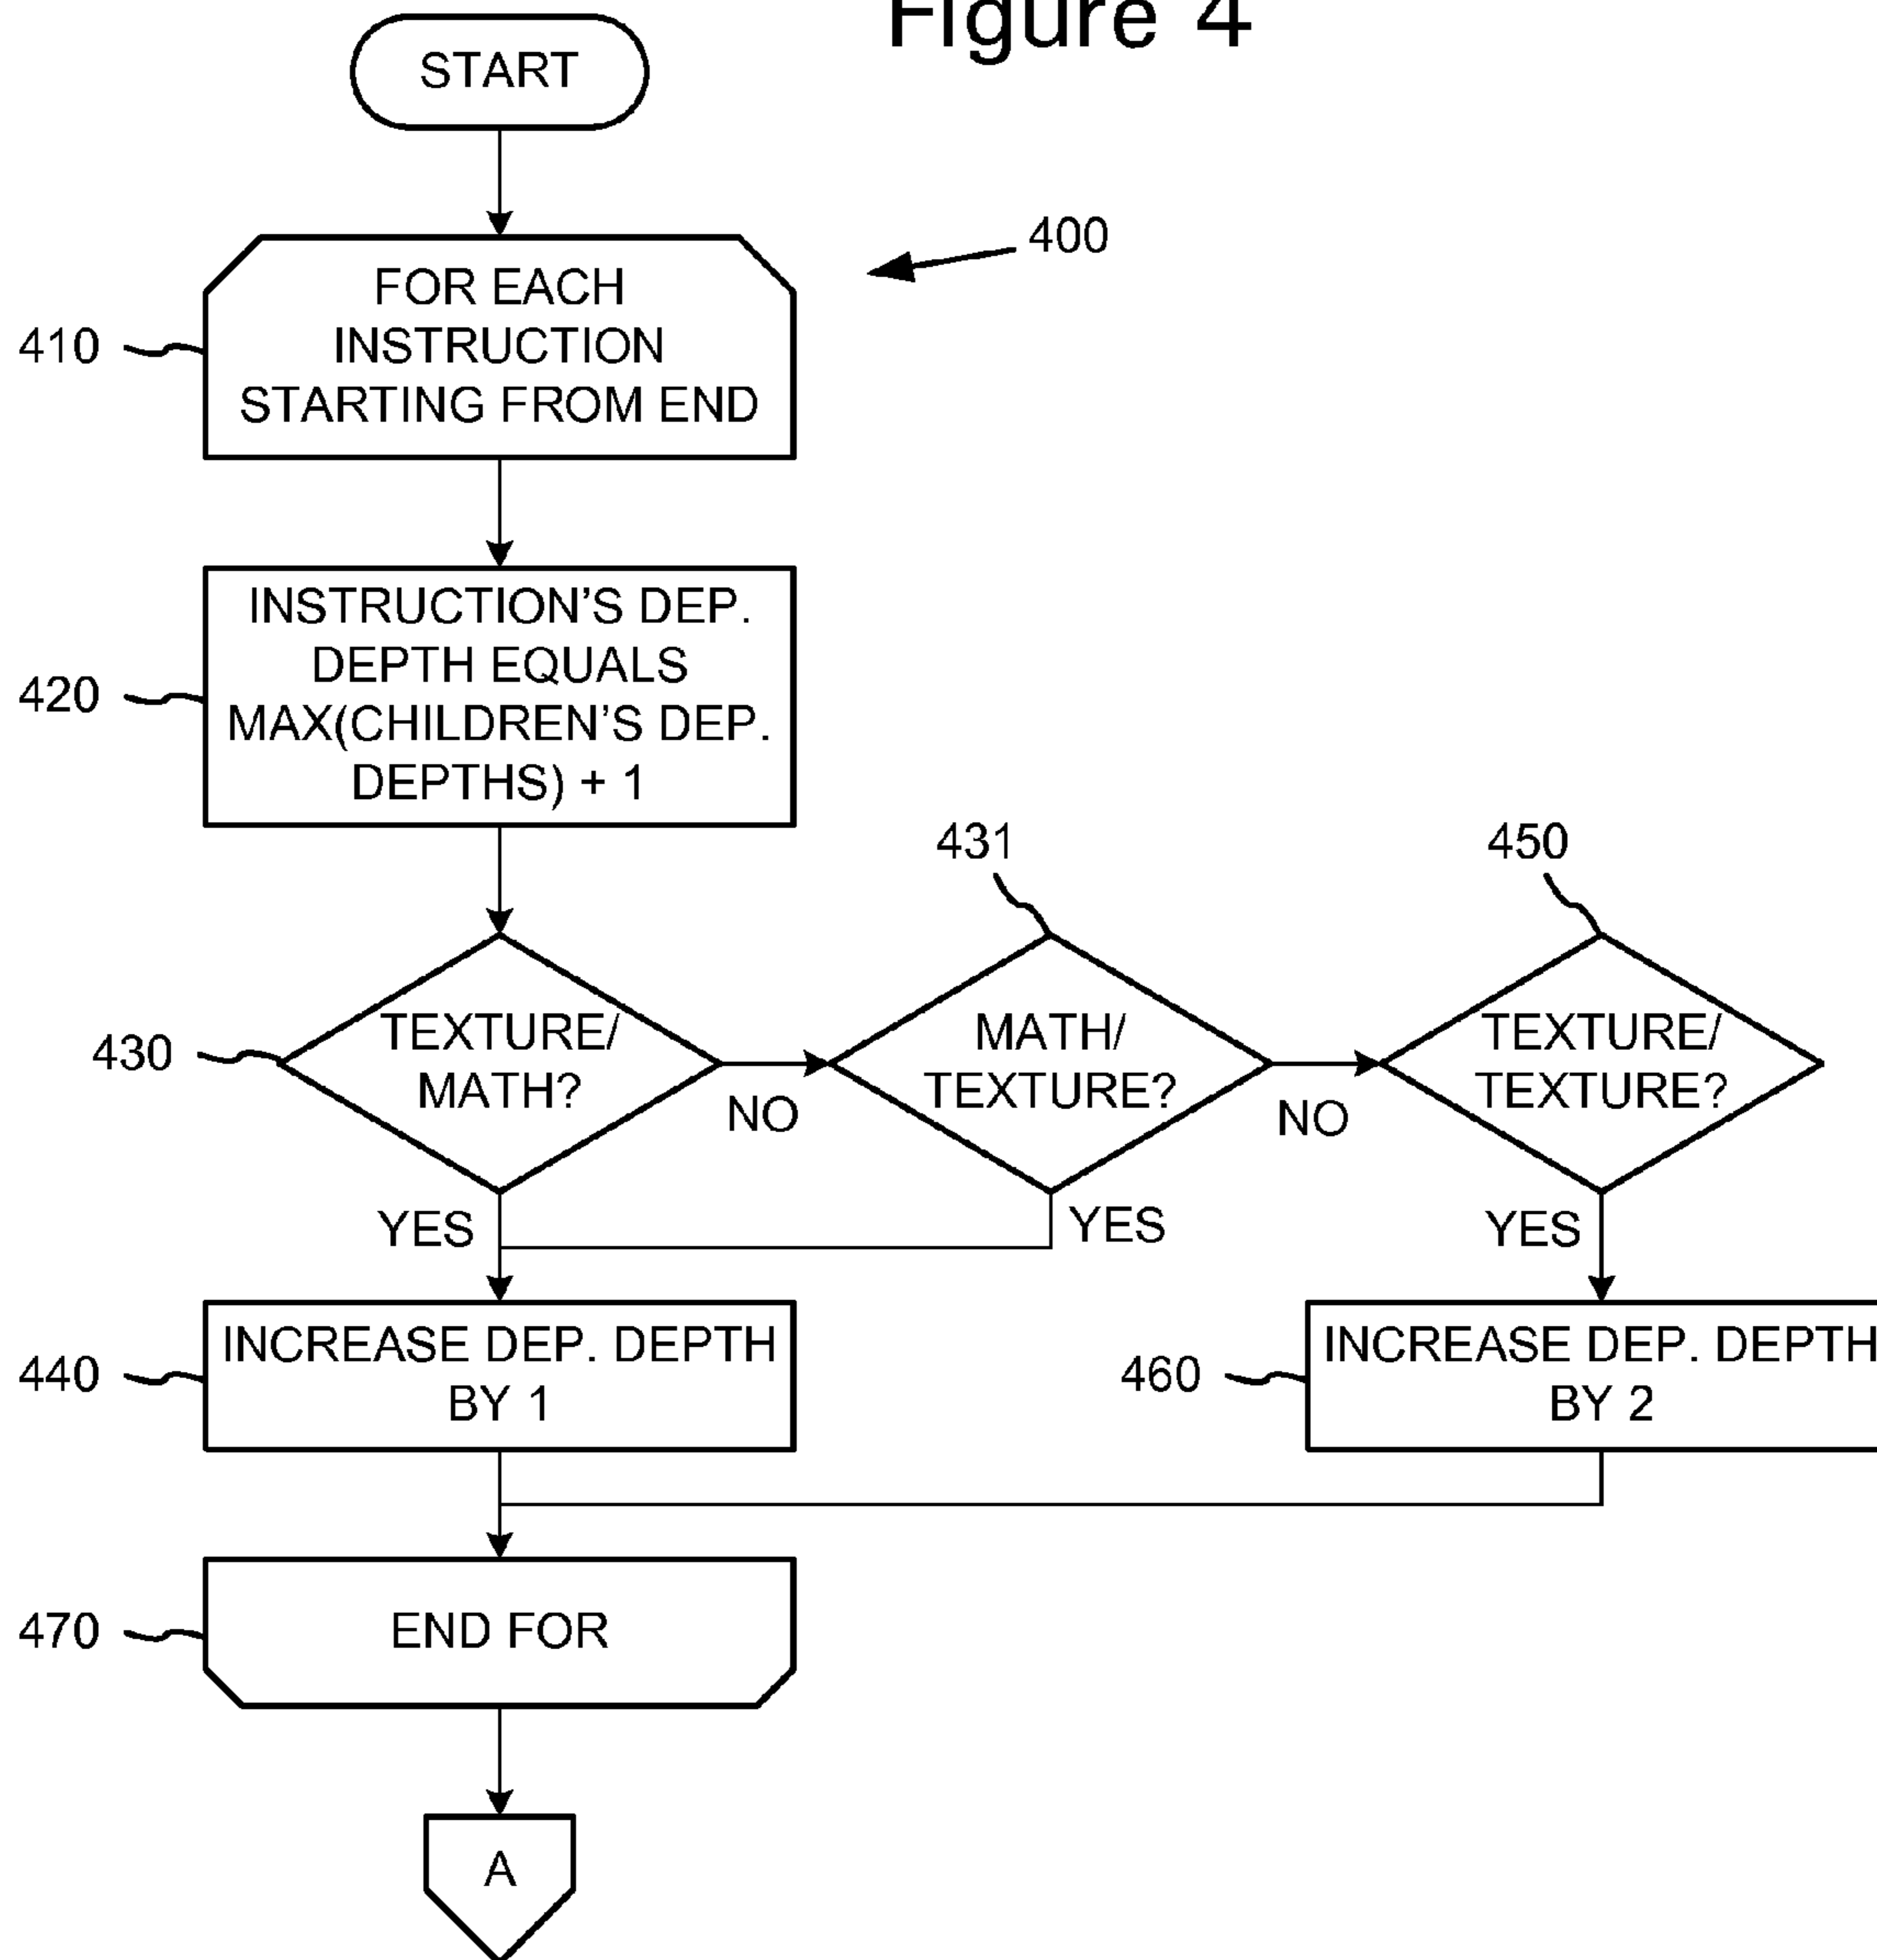 Figure 4
START
400
410
FOR EACH
INSTRUCTION
STARTING FROM END
420
INSTRUCTION'S DEP.
DEPTH EQUALS
MAX(CHILDREN'S DEP.
DEPTHS) + 1
431
450
430
TEXTURE/
MATH?
NO
MATH/
TEXTURE?
NO
TEXTURE/
TEXTURE?
YES
YES
YES
440
INCREASE DEP. DEPTH
BY 1
460
INCREASE DEP. DEPTH
BY 2
470
END FOR
A